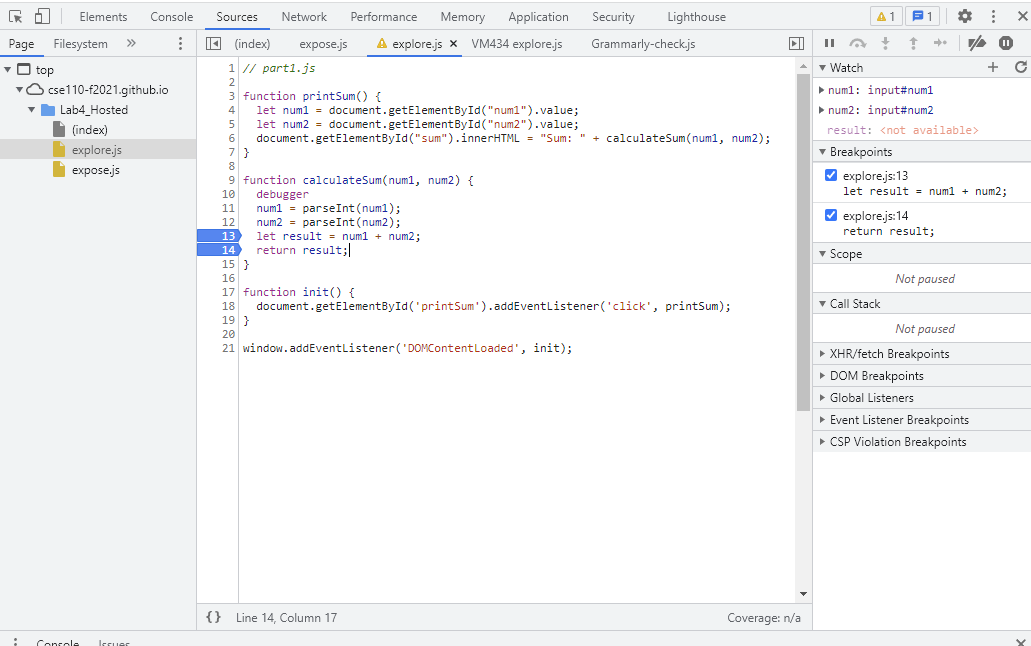 Elements Console Sources Network Performance Memory Application Security Lighthouse 1 1
Page Filesystem » (index) expose.js explore.js × VM434 explore.js Grammarly-check.js
top
cse110-f2021.github.io
Lab4_Hosted
(index)
explore.js
expose.js
1 // part1.js
2
3 function printSum() {
4   let num1 = document.getElementById("num1").value;
5   let num2 = document.getElementById("num2").value;
6   document.getElementById("sum").innerHTML = "Sum: " + calculateSum(num1, num2);
7 }
8
9 function calculateSum(num1, num2) {
10   debugger
11   num1 = parseInt(num1);
12   num2 = parseInt(num2);
13   let result = num1 + num2;
14   return result;
15 }
16
17 function init() {
18   document.getElementById('printSum').addEventListener('click', printSum);
19 }
20
21 window.addEventListener('DOMContentLoaded', init);
{} Line 14, Column 17 Coverage: n/a
Watch
num1: input#num1
num2: input#num2
result: <not available>
Breakpoints
explore.js:13
let result = num1 + num2;
explore.js:14
return result;
Scope
Not paused
Call Stack
Not paused
XHR/fetch Breakpoints
DOM Breakpoints
Global Listeners
Event Listener Breakpoints
CSP Violation Breakpoints
Console Issues